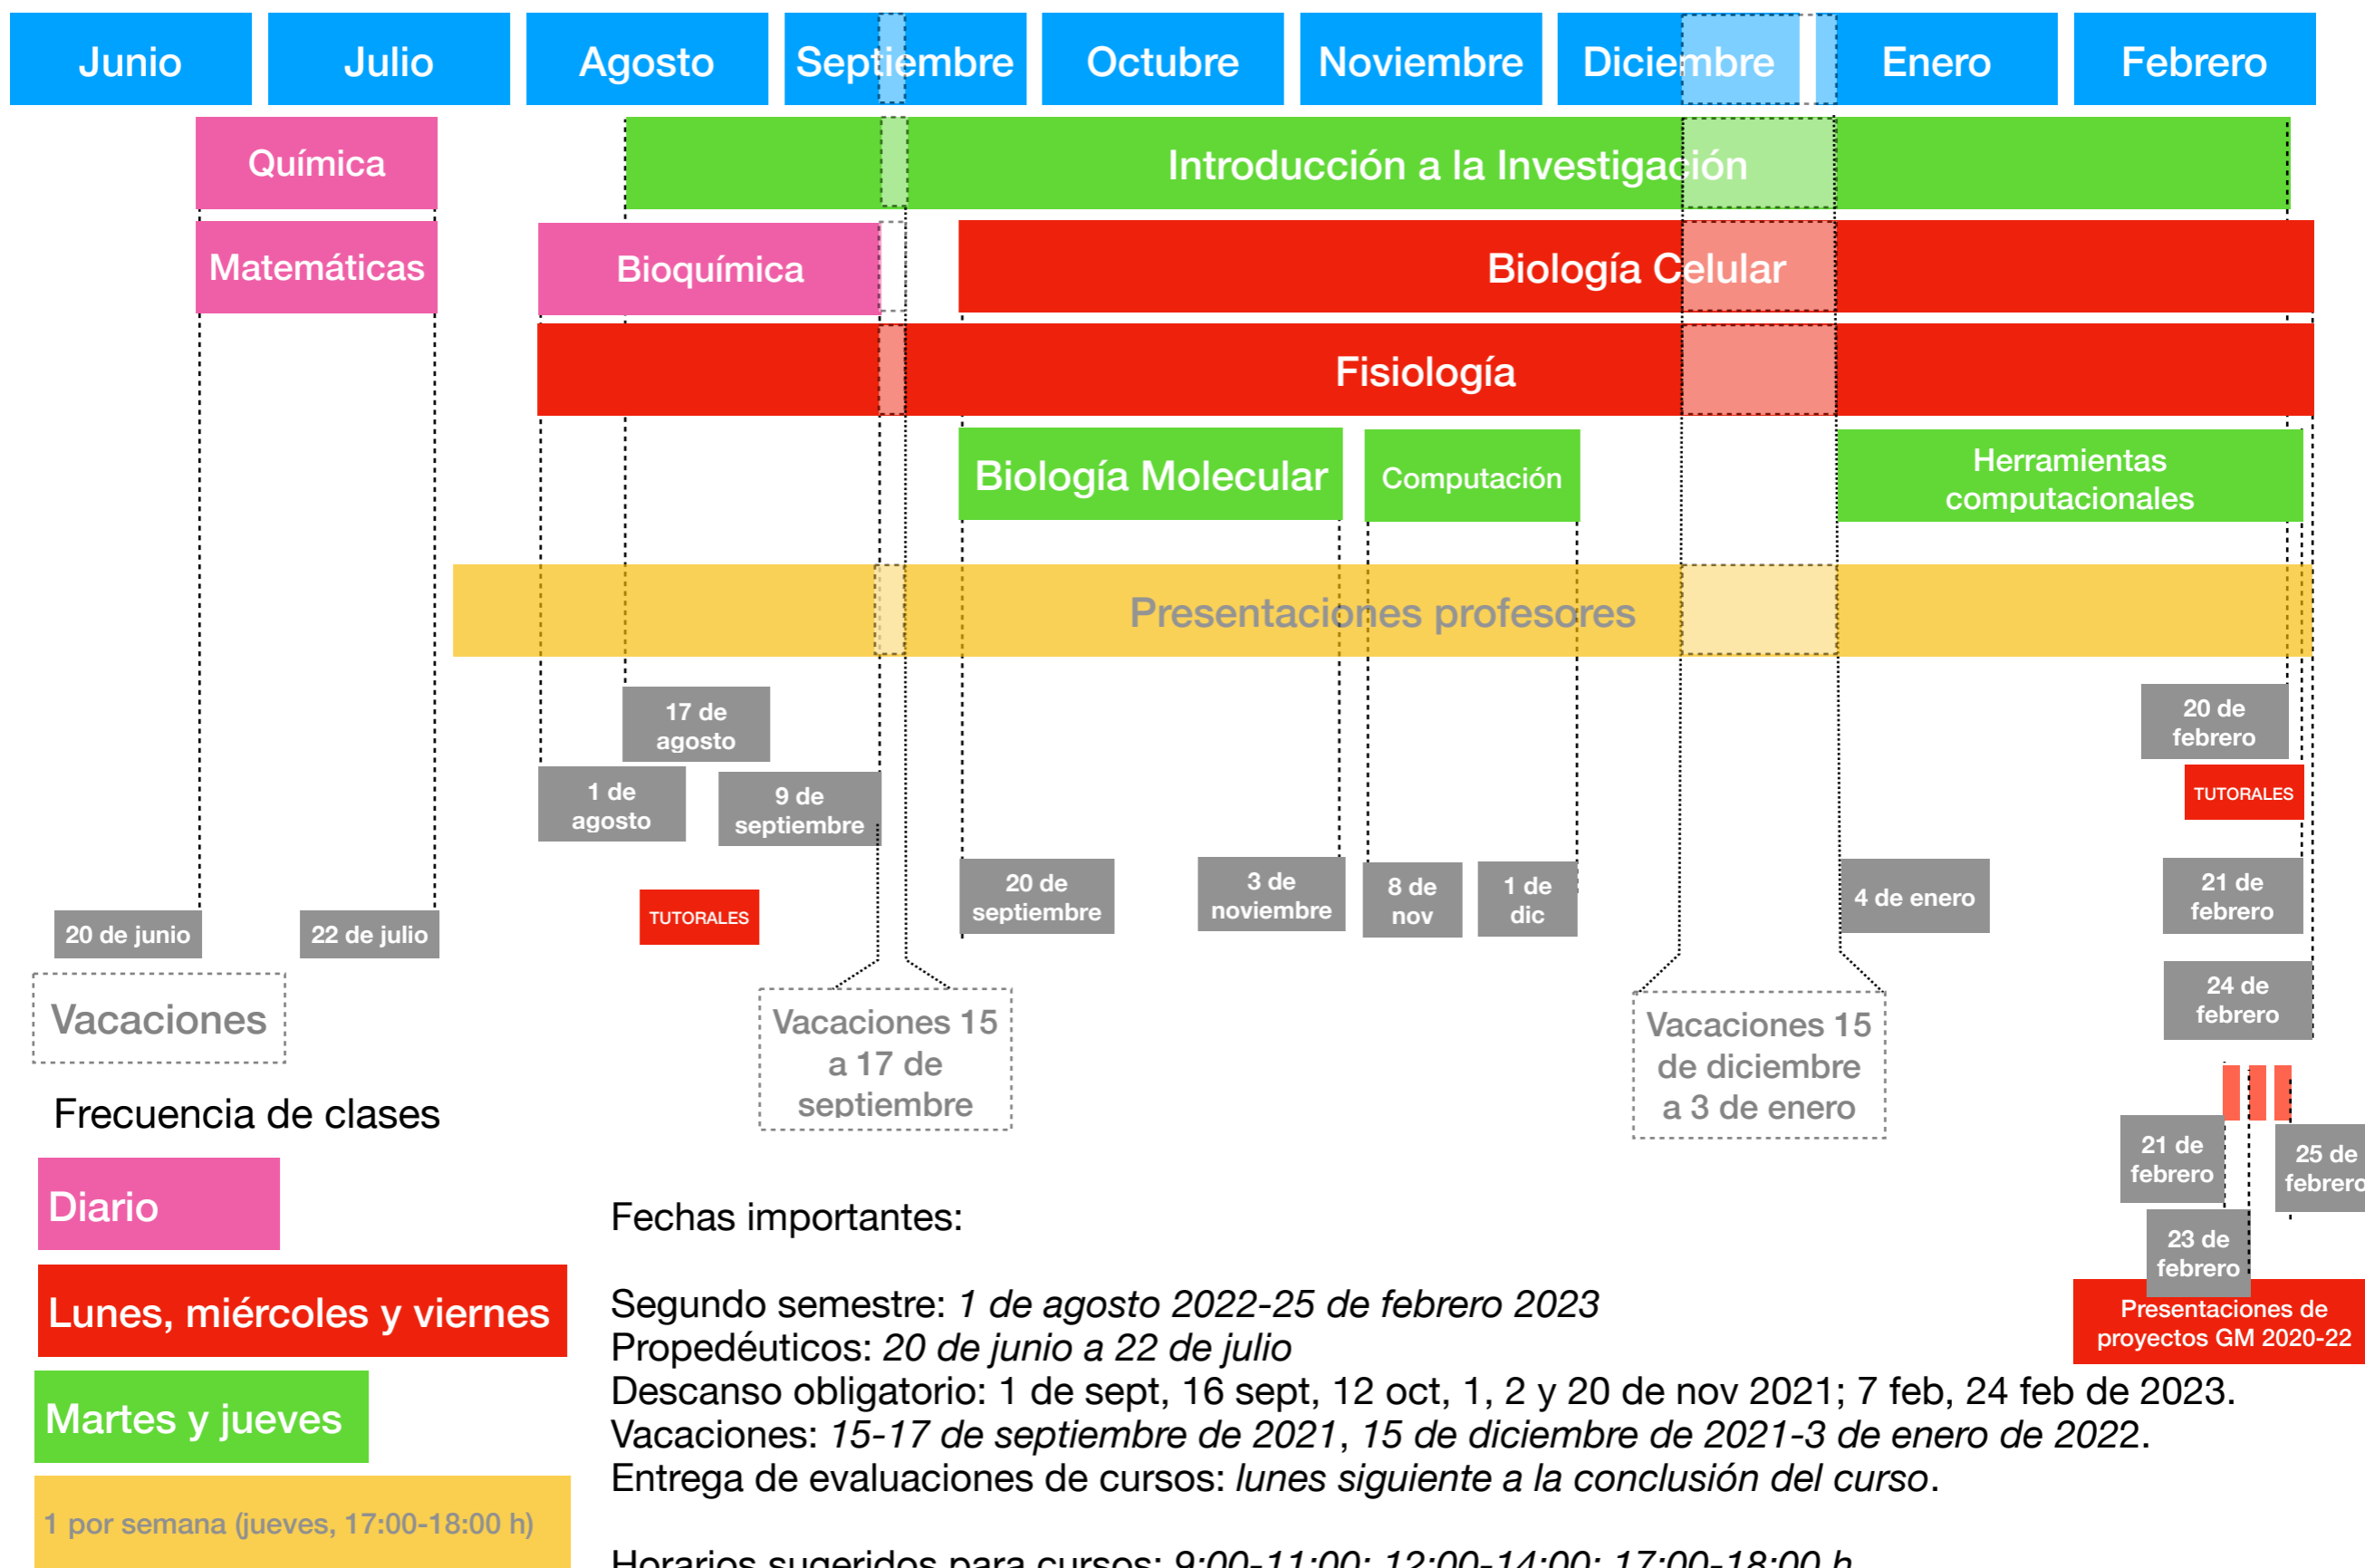 Junio
Julio
Agosto
Septiembre
Octubre
Noviembre
Diciembre
Enero
Febrero
Química
Introducción a la Investigación
Matemáticas
Bioquímica
Biología Celular
Fisiología
Biología Molecular
Computación
Herramientas
computacionales
Presentaciones profesores
17 de
agosto
20 de
febrero
1 de
agosto
9 de
septiembre
TUTORALES
20 de junio
22 de julio
TUTORALES
20 de
septiembre
3 de
noviembre
8 de
nov
1 de
dic
4 de enero
21 de
febrero
24 de
febrero
Vacaciones
Vacaciones 15
a 17 de
septiembre
Vacaciones 15
de diciembre
a 3 de enero
21 de
febrero
25 de
febrero
23 de
febrero
Presentaciones de
proyectos GM 2020-22
Frecuencia de clases
Diario
Lunes, miércoles y viernes
Martes y jueves
1 por semana (jueves, 17:00-18:00 h)
Fechas importantes:
Segundo semestre: 1 de agosto 2022-25 de febrero 2023
Propedéuticos: 20 de junio a 22 de julio
Descanso obligatorio: 1 de sept, 16 sept, 12 oct, 1, 2 y 20 de nov 2021; 7 feb, 24 feb de 2023.
Vacaciones: 15-17 de septiembre de 2021, 15 de diciembre de 2021-3 de enero de 2022.
Entrega de evaluaciones de cursos: lunes siguiente a la conclusión del curso.
Horarios sugeridos para cursos: 9:00-11:00; 12:00-14:00; 17:00-18:00 h